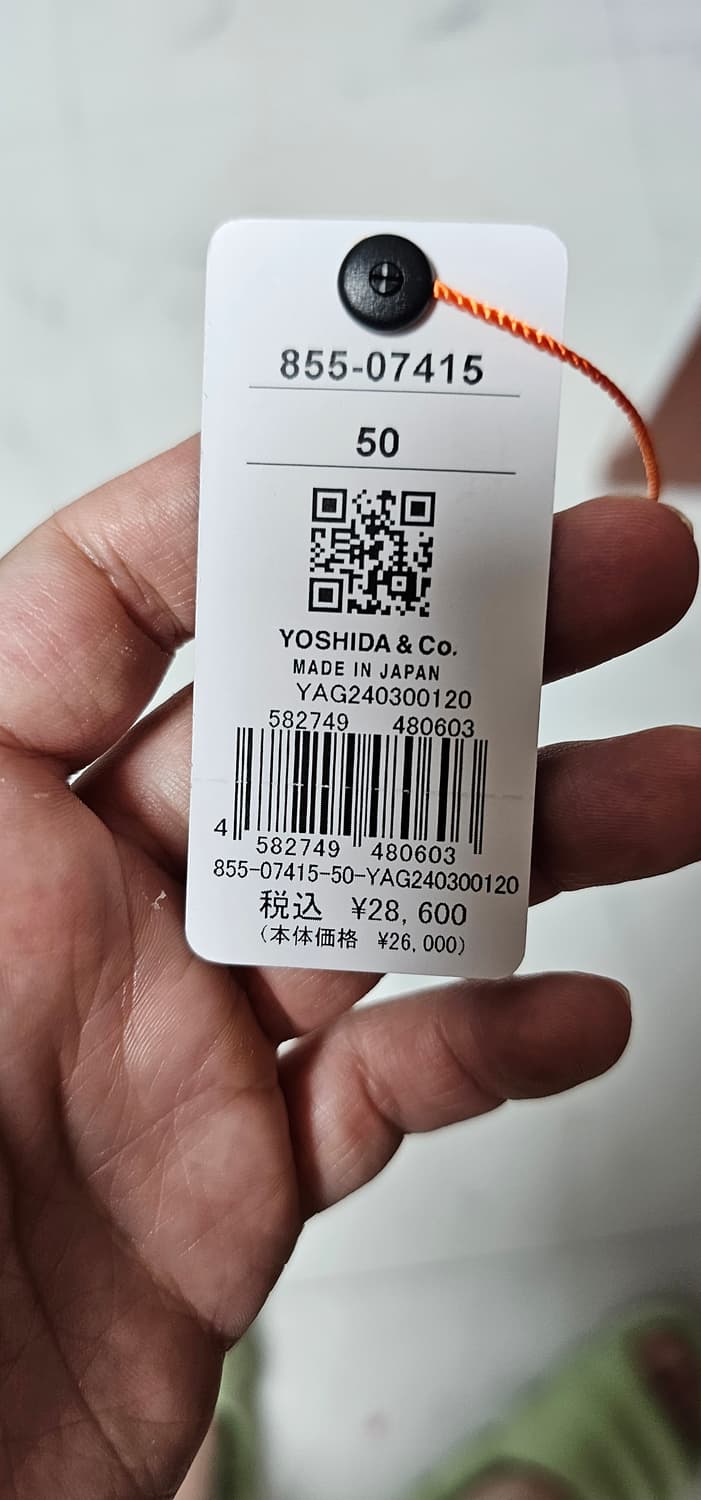 855-07415
50
YOSHIDA & Co.
MADE IN JAPAN
YAG240300120
582749 480603
4 582749 480603
855-07415-50-YAG240300120
税込 ¥28,600
(本体価格 ¥26,000)